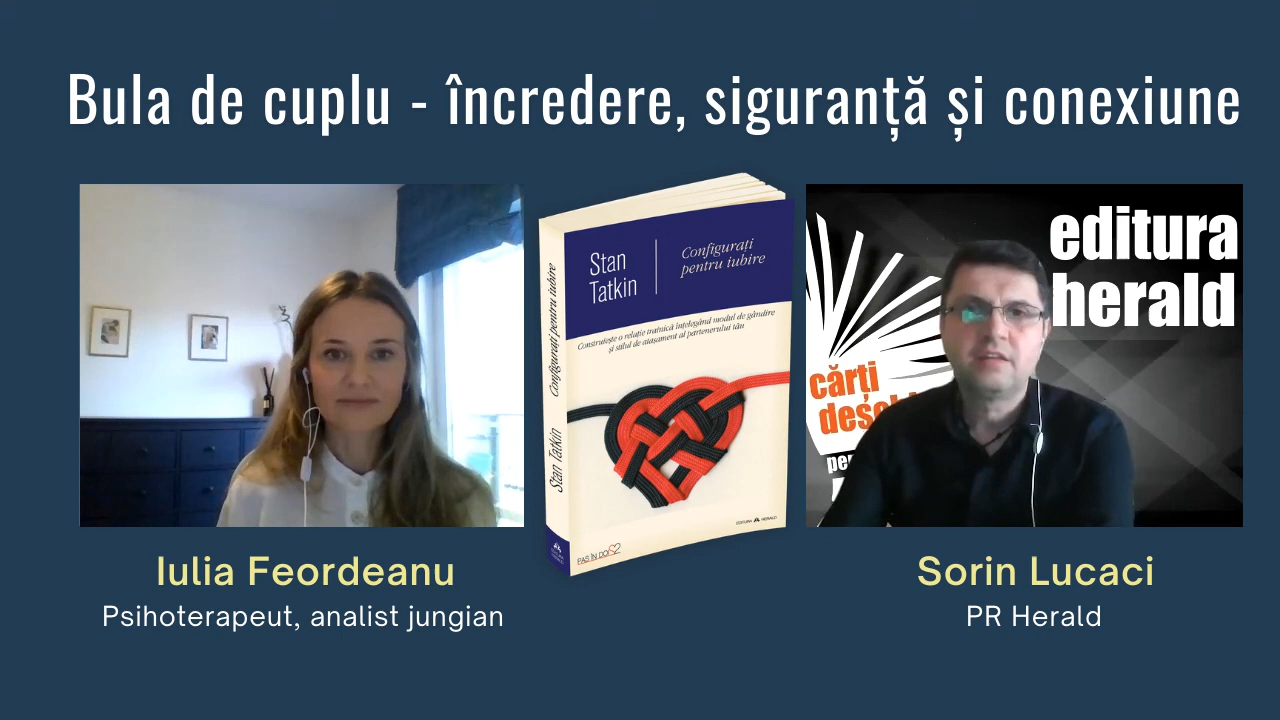 Bula de cuplu - încredere, siguranță și conexiune
Stan
Tatkin
Configurați
pentru iubire
Construiește o relație trainică înțelegând modul de gândire
și stilul de atașament al partenerului tău
Configurați pentru iubire
Stan Tatkin
PAS ÎN DOI
EDITURA HERALD
editura
herald
cărți
Iulia Feordeanu
Psihoterapeut, analist jungian
Sorin Lucaci
PR Herald